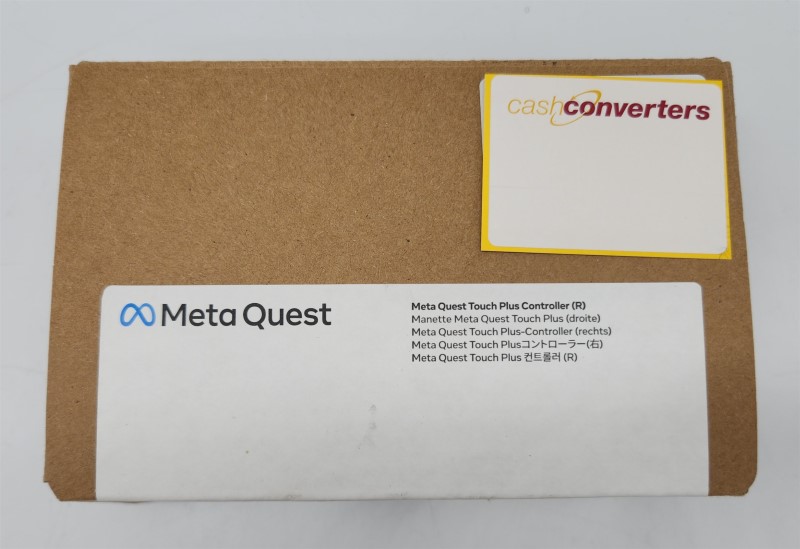 cashconverters
Meta Quest
Meta Quest Touch Plus Controller (R)
Manette Meta Quest Touch Plus (droite)
Meta Quest Touch Plus-Controller (rechts)
Meta Quest Touch Plusコントローラー(右)
Meta Quest Touch Plus 컨트롤러 (R)